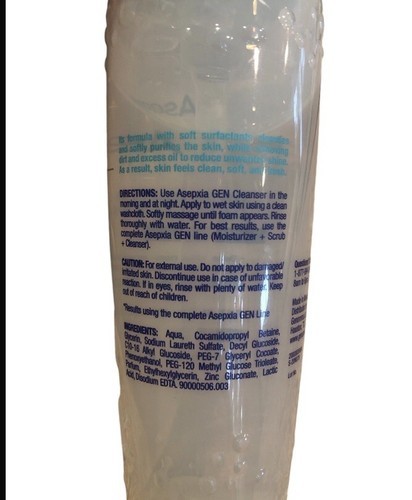 Its formula with soft surfactants
and softly purifies the skin, while
dirt and excess oil to reduce
As a result, skin feels clean, soft, and
DIRECTIONS: Use Asepxia GEN Cleanser in the
morning and at night. Apply to wet skin using a clean
washcloth. Softly massage until foam appears. Rinse
thoroughly with water. For best results, use the
complete Asepxia GEN line (Moisturizer + Scrub
+ Cleanser).
CAUTION: For external use. Do not apply to damaged/
irritated skin. Discontinue use in case of unfavorable
reaction. If in eyes, rinse with plenty of water. Keep
out of reach of children.
*Results using the complete Asepxia GEN Line
INGREDIENTS: Aqua, Cocamidopropyl Betaine,
Glycerin, Sodium Laureth Sulfate, Decyl Glucoside,
C10-16 Alkyl Glucoside, PEG-7 Glyceryl Cocoate,
Phenoxyethanol, PEG-120 Methyl Glucose Trioleate,
Parfum, Ethylhexylglycerin, Zinc Gluconate, Lactic
Acid, Disodium EDTA. 90000506.003